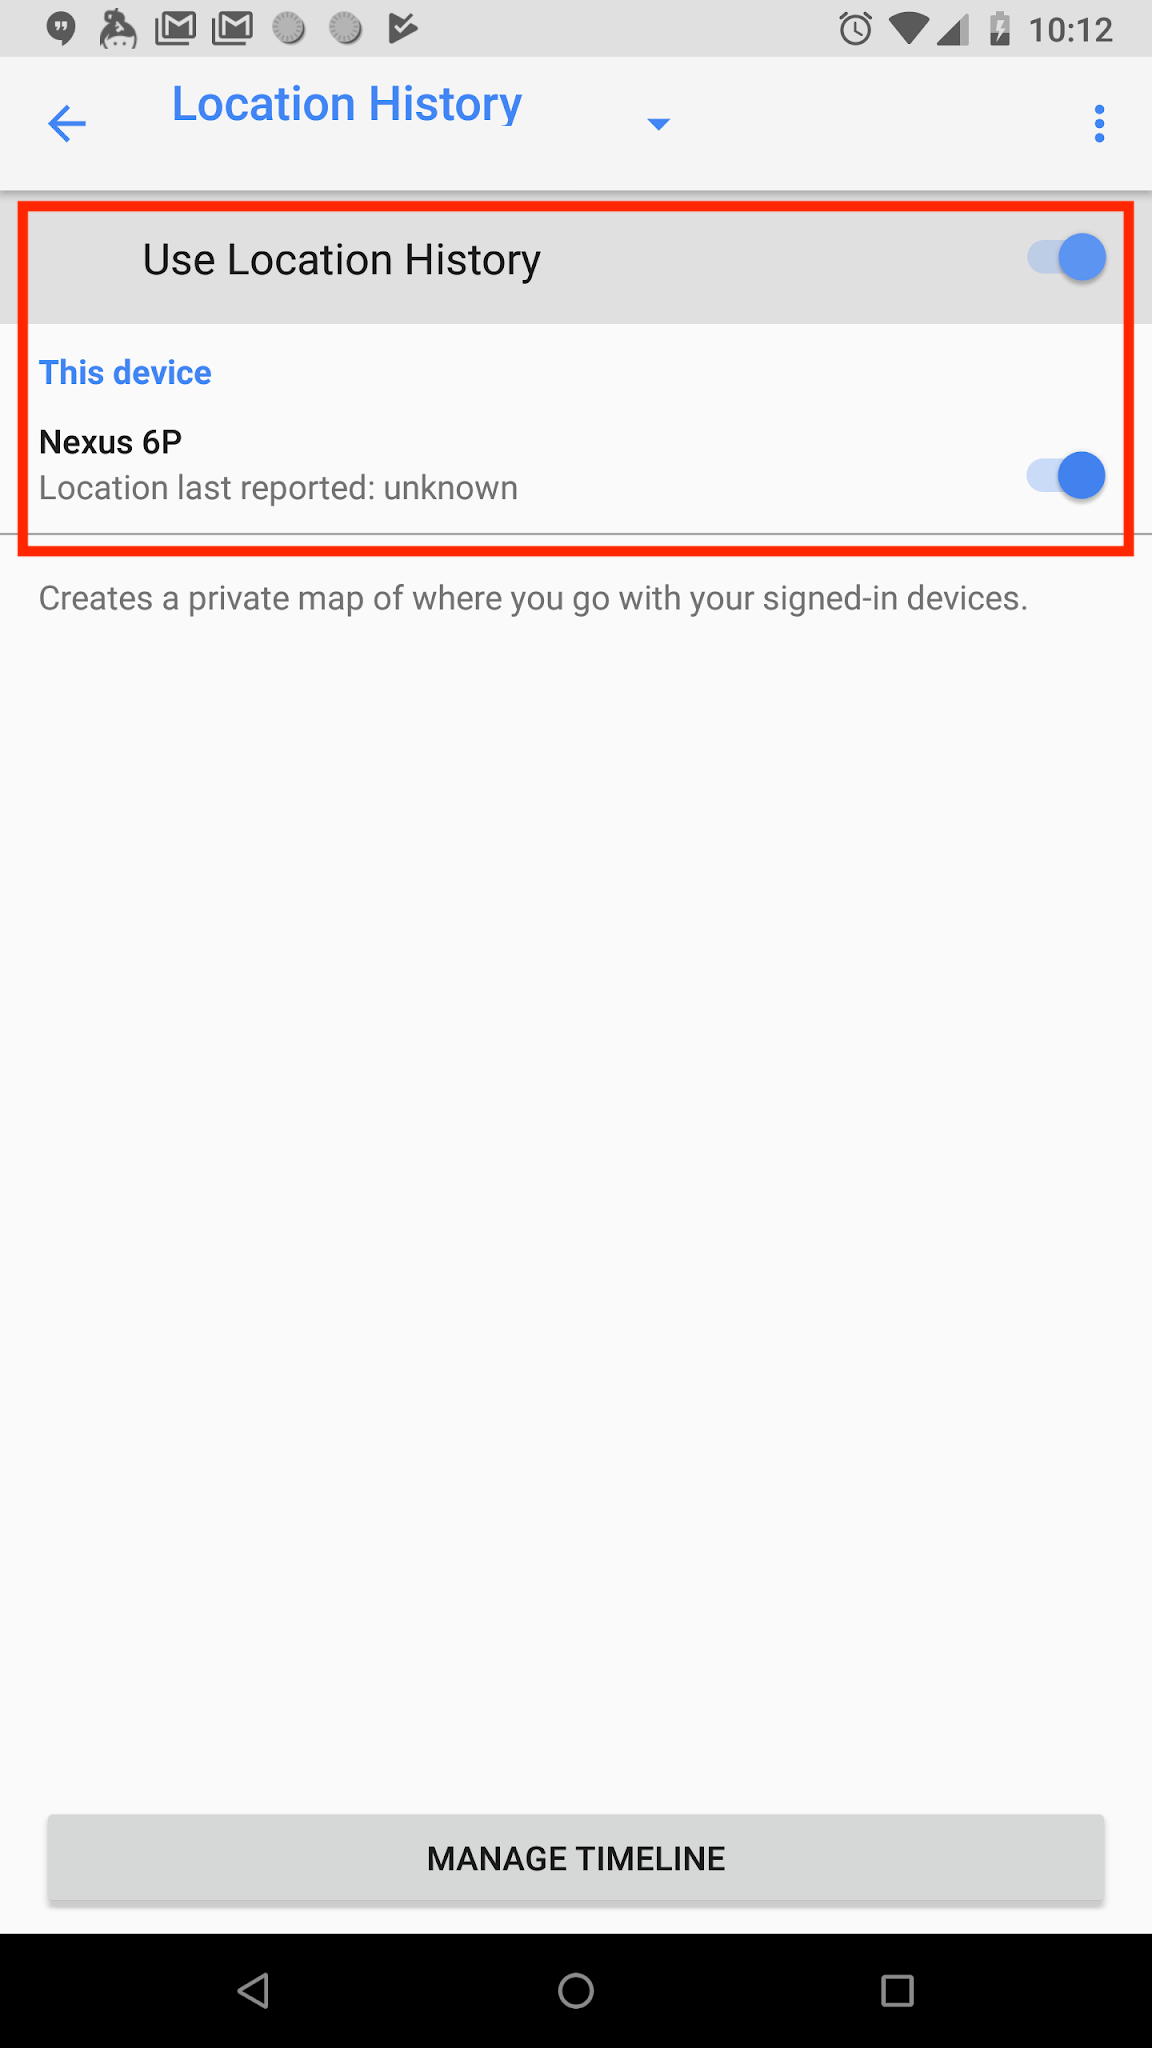 10:12
Location History
Use Location History
This device
Nexus 6P
Location last reported: unknown
Creates a private map of where you go with your signed-in devices.
MANAGE TIMELINE